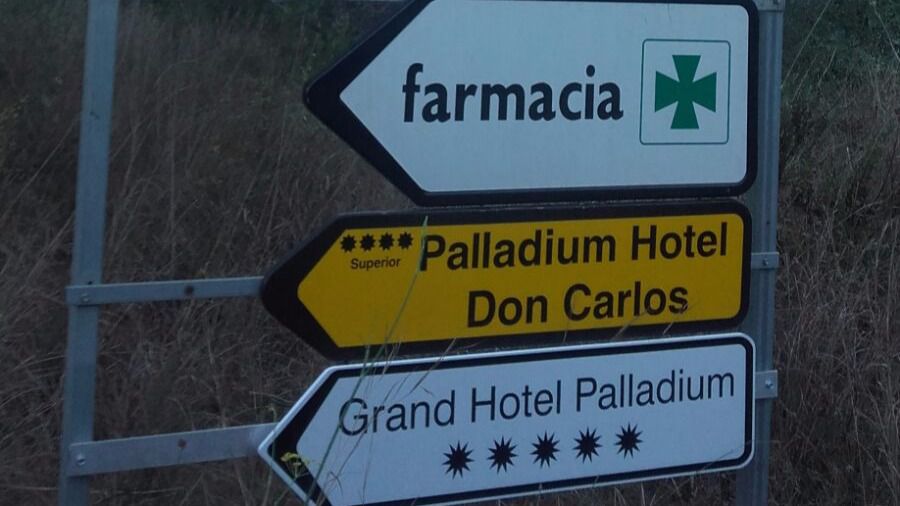 farmacia
Superior
Palladium Hotel
Don Carlos
Grand Hotel Palladium